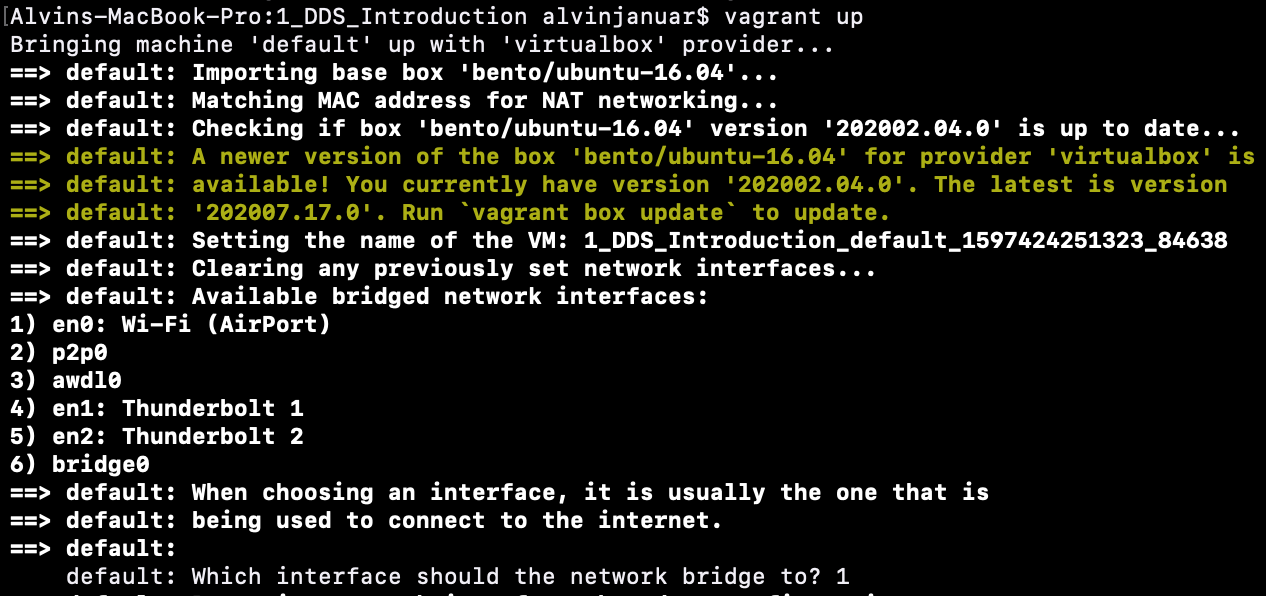 [Alvins-MacBook-Pro:1_DDS_Introduction alvinjanuar$ vagrant up
Bringing machine 'default' up with 'virtualbox' provider...
==> default: Importing base box 'bento/ubuntu-16.04'...
==> default: Matching MAC address for NAT networking...
==> default: Checking if box 'bento/ubuntu-16.04' version '202002.04.0' is up to date...
==> default: A newer version of the box 'bento/ubuntu-16.04' for provider 'virtualbox' is
==> default: available! You currently have version '202002.04.0'. The latest is version
==> default: '202007.17.0'. Run `vagrant box update` to update.
==> default: Setting the name of the VM: 1_DDS_Introduction_default_1597424251323_84638
==> default: Clearing any previously set network interfaces...
==> default: Available bridged network interfaces:
1) en0: Wi-Fi (AirPort)
2) p2p0
3) awdl0
4) en1: Thunderbolt 1
5) en2: Thunderbolt 2
6) bridge0
==> default: When choosing an interface, it is usually the one that is
==> default: being used to connect to the internet.
==> default:
default: Which interface should the network bridge to? 1